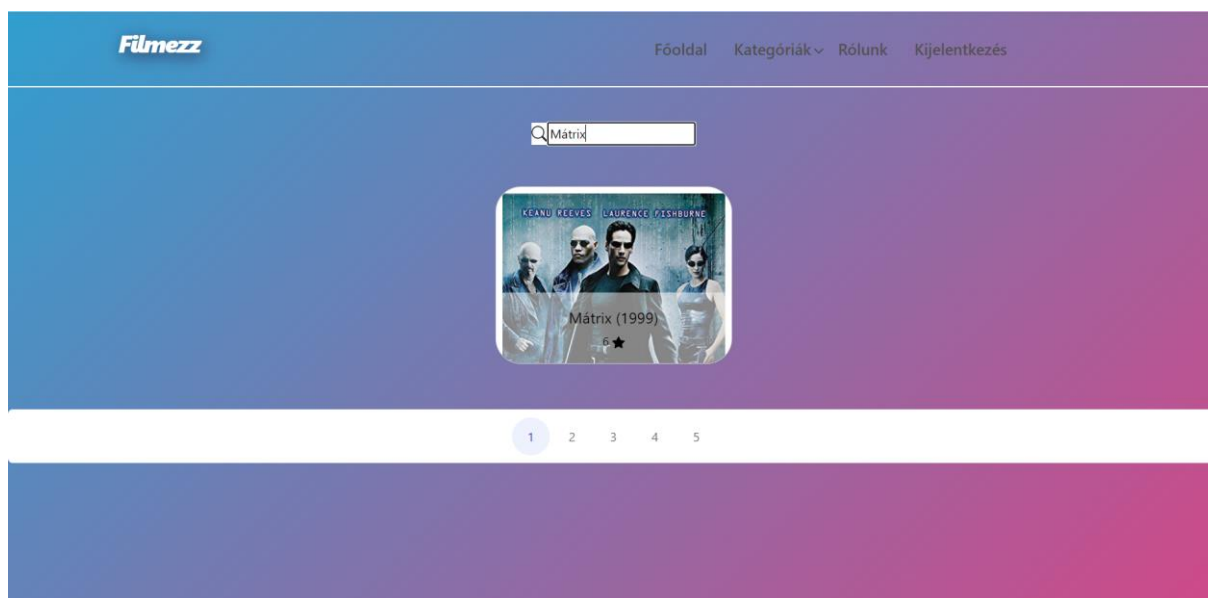 Filmezz
Főoldal Kategóriák Rólunk Kijelentkezés
Mátrix
KEANU REEVES LAURENCE FISHBURNE
Mátrix (1999)
6
1 2 3 4 5